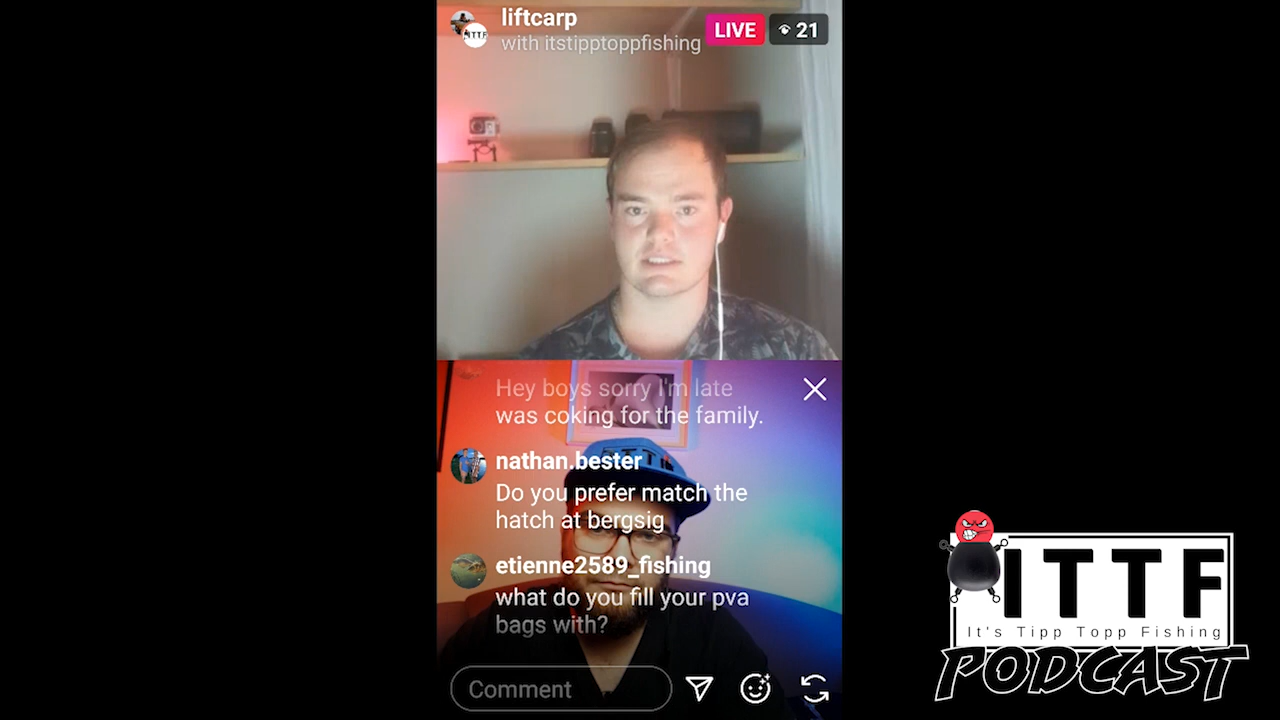 liftcarp
with itstipptoppfishing
LIVE
21
ITTF
Hey boys sorry I'm late
was coking for the family.
nathan.bester
Do you prefer match the
hatch at bergsig
etienne2589_fishing
what do you fill your pva
bags with?
Comment
ITTF
ITTF
It's Tipp Topp Fishing
PODCAST